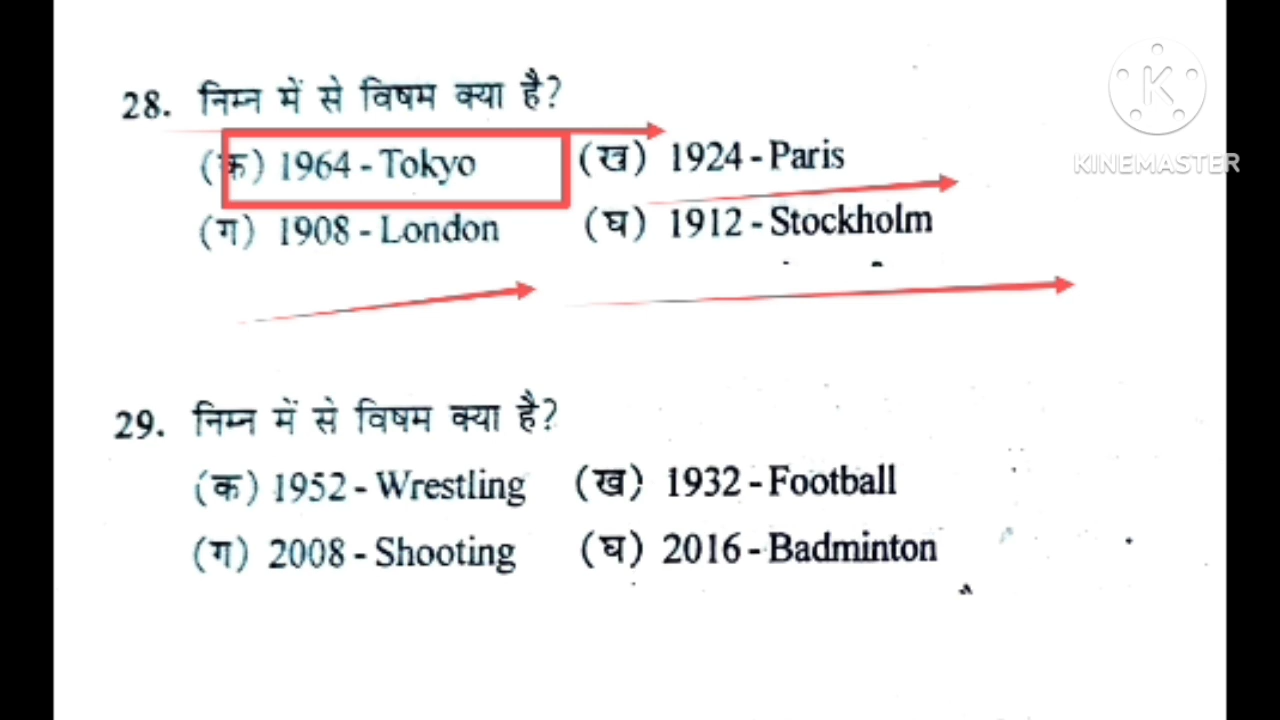 28. निम्न में से विषम क्या है?
(क) 1964 - Tokyo (ख) 1924 - Paris
(ग) 1908 - London (घ) 1912 - Stockholm
29. निम्न में से विषम क्या है?
(क) 1952 - Wrestling (ख) 1932 - Football
(ग) 2008 - Shooting (घ) 2016 - Badminton
K
KINEMASTER